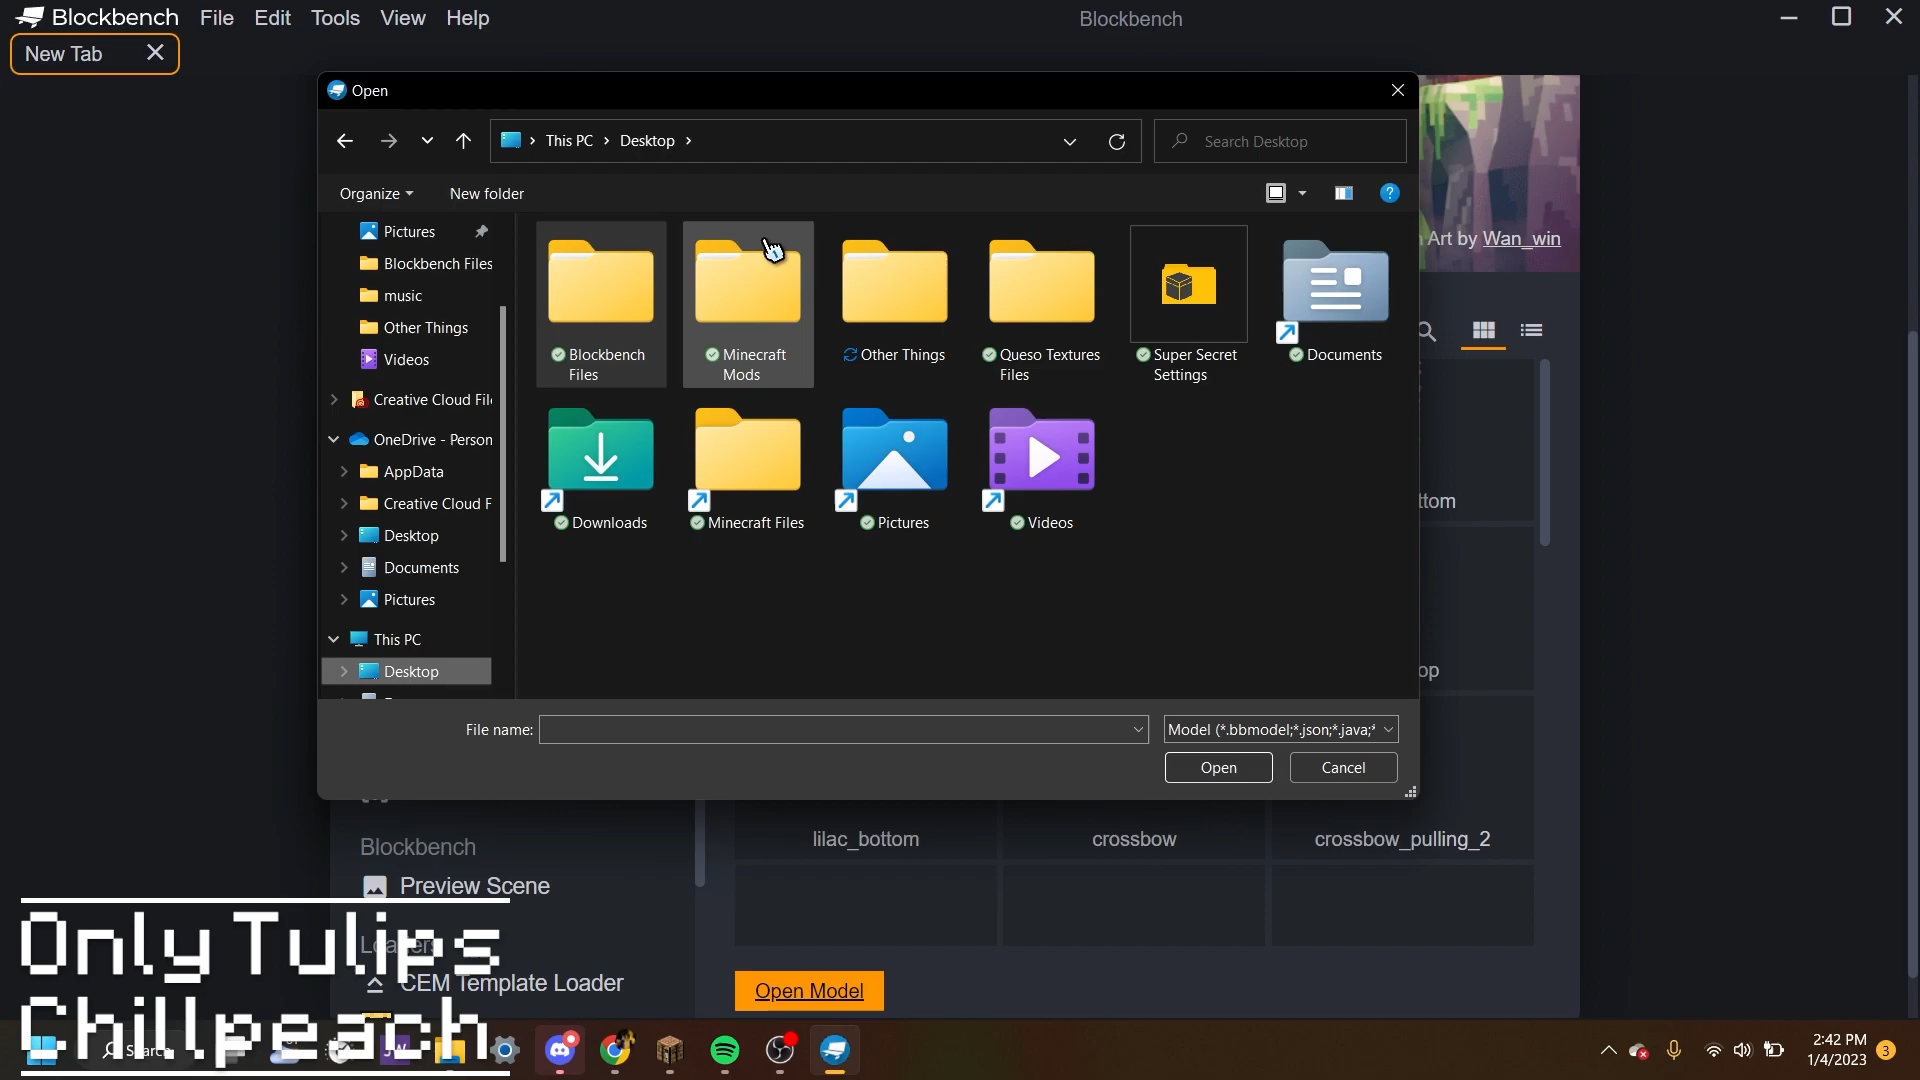 Blockbench File Edit Tools View Help
Blockbench
New Tab
Open
This PC > Desktop >
Search Desktop
Organize
New folder
Art by Wan_win
Pictures
Blockbench Files
music
Other Things
Videos
Creative Cloud File
OneDrive - Person
AppData
Creative Cloud F
Desktop
Documents
Pictures
This PC
Desktop
Blockbench
Files
Minecraft
Mods
Other Things
Queso Textures
Files
Super Secret
Settings
Documents
Downloads
Minecraft Files
Pictures
Videos
ttom
op
File name:
Model (*.bbmodel;*.json;*.java;*
Open
Cancel
lilac_bottom
crossbow
crossbow_pulling_2
Blockbench
Preview Scene
Loaders
CEM Template Loader
Open Model
Only Tulips
Chillpeach
Search
2:42 PM
1/4/2023
3